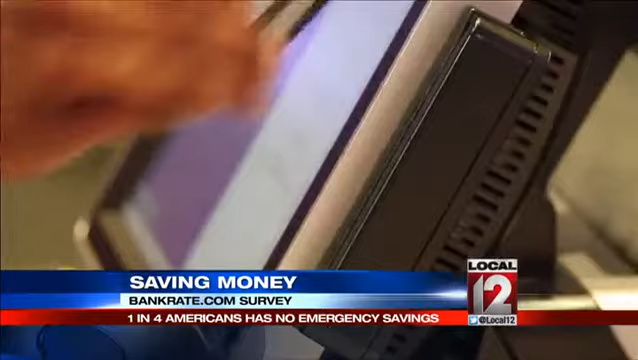 SAVING MONEY
BANKRATE.COM SURVEY
1 IN 4 AMERICANS HAS NO EMERGENCY SAVINGS
LOCAL
12
@Local12